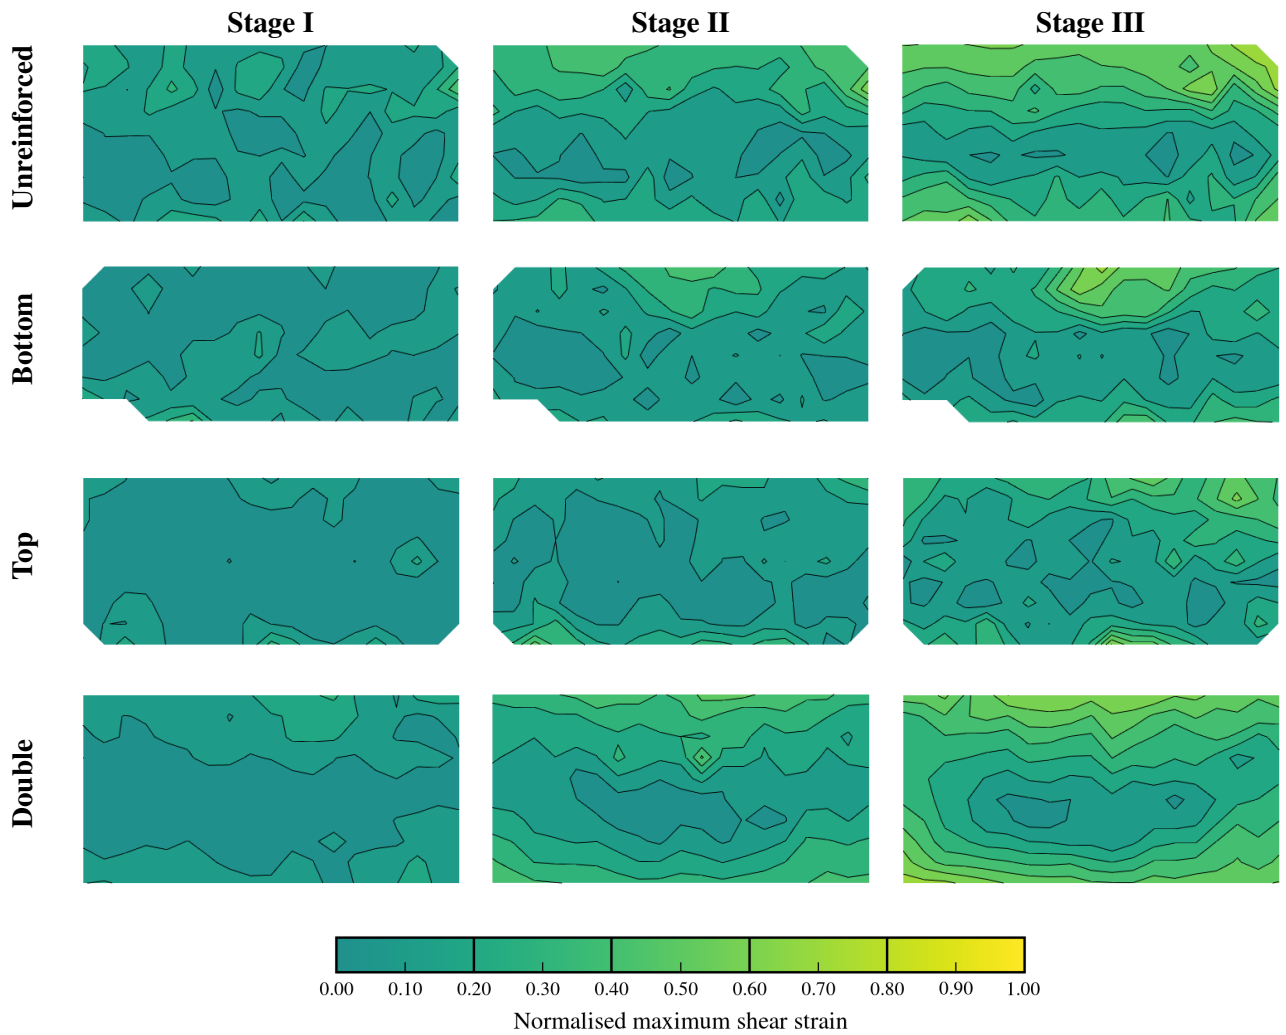 Stage I
Stage II
Stage III
Unreinforced
Bottom
Top
Double
0.00 0.10 0.20 0.30 0.40 0.50 0.60 0.70 0.80 0.90 1.00
Normalised maximum shear strain